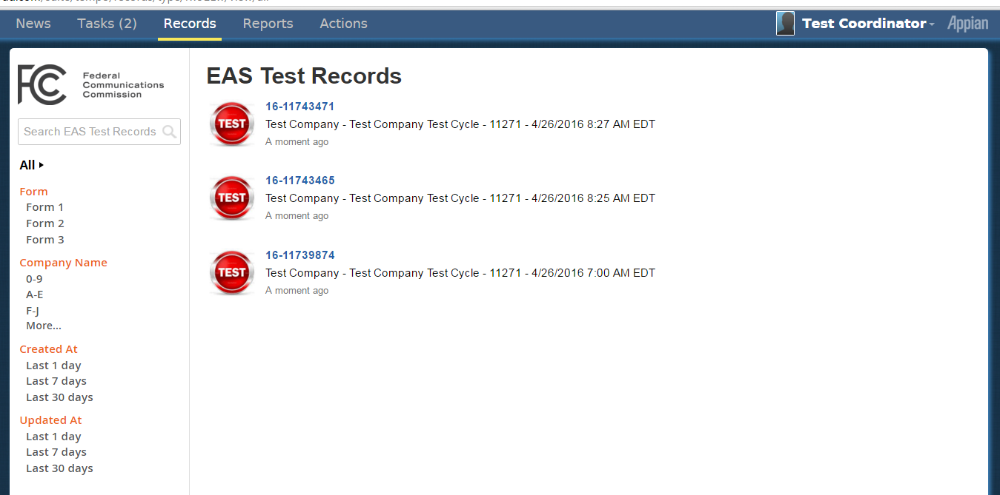 News
Tasks (2)
Records
Reports
Actions
Test Coordinator
Appian
FCC
Federal
Communications
Commission
Search EAS Test Records
All
Form
Form 1
Form 2
Form 3
Company Name
0-9
A-E
F-J
More...
Created At
Last 1 day
Last 7 days
Last 30 days
Updated At
Last 1 day
Last 7 days
Last 30 days
EAS Test Records
TEST
16-11743471
Test Company - Test Company Test Cycle - 11271 - 4/26/2016 8:27 AM EDT
A moment ago
TEST
16-11743465
Test Company - Test Company Test Cycle - 11271 - 4/26/2016 8:25 AM EDT
A moment ago
TEST
16-11739874
Test Company - Test Company Test Cycle - 11271 - 4/26/2016 7:00 AM EDT
A moment ago